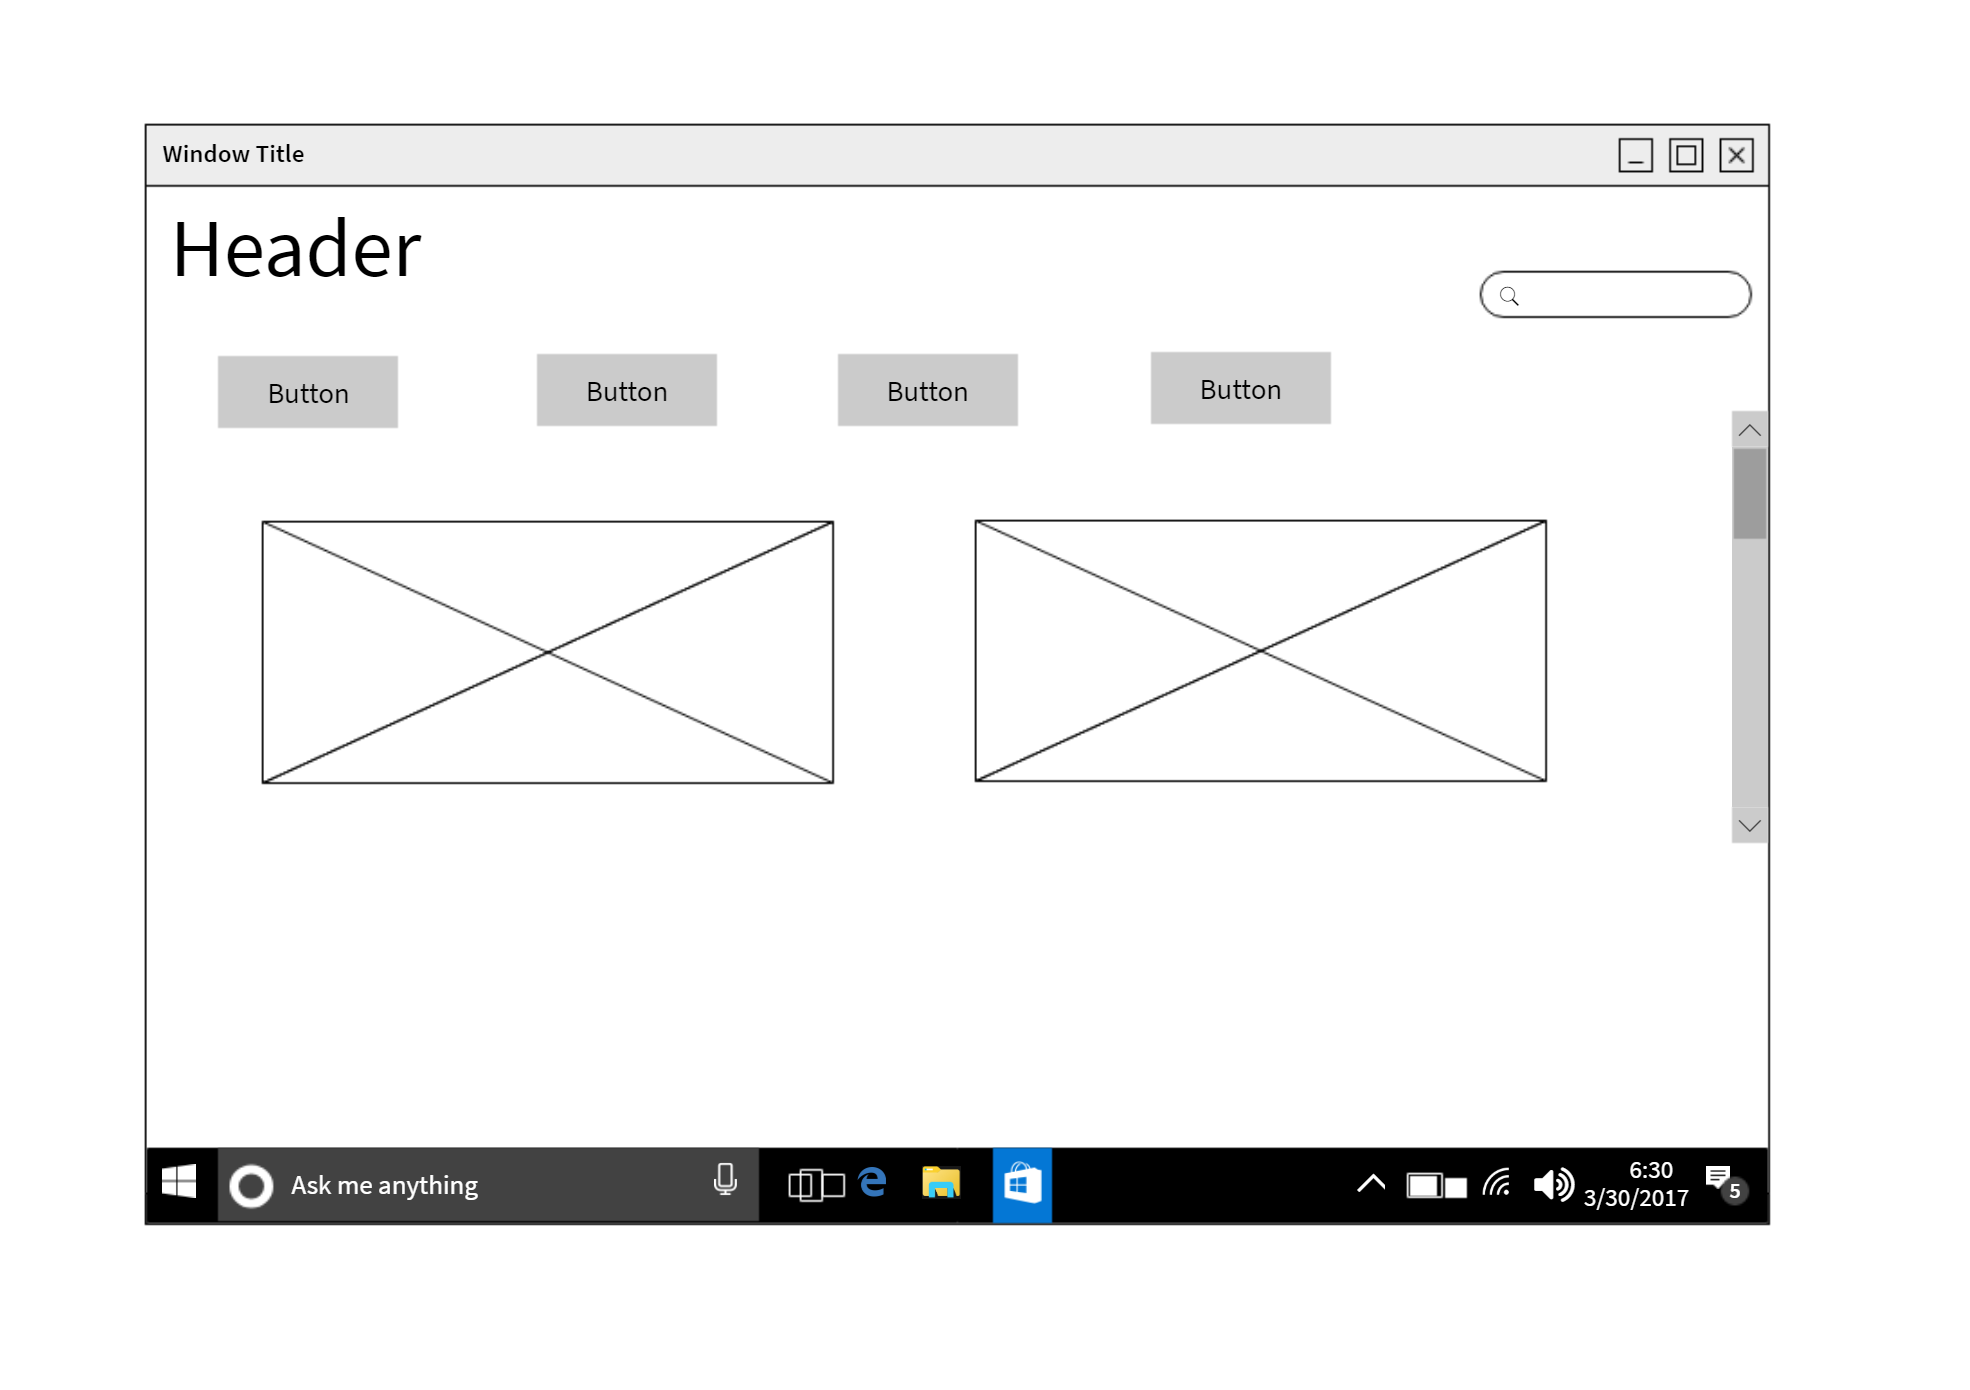 Window Title
Header
Button
Button
Button
Button
Ask me anything
6:30
3/30/2017
5